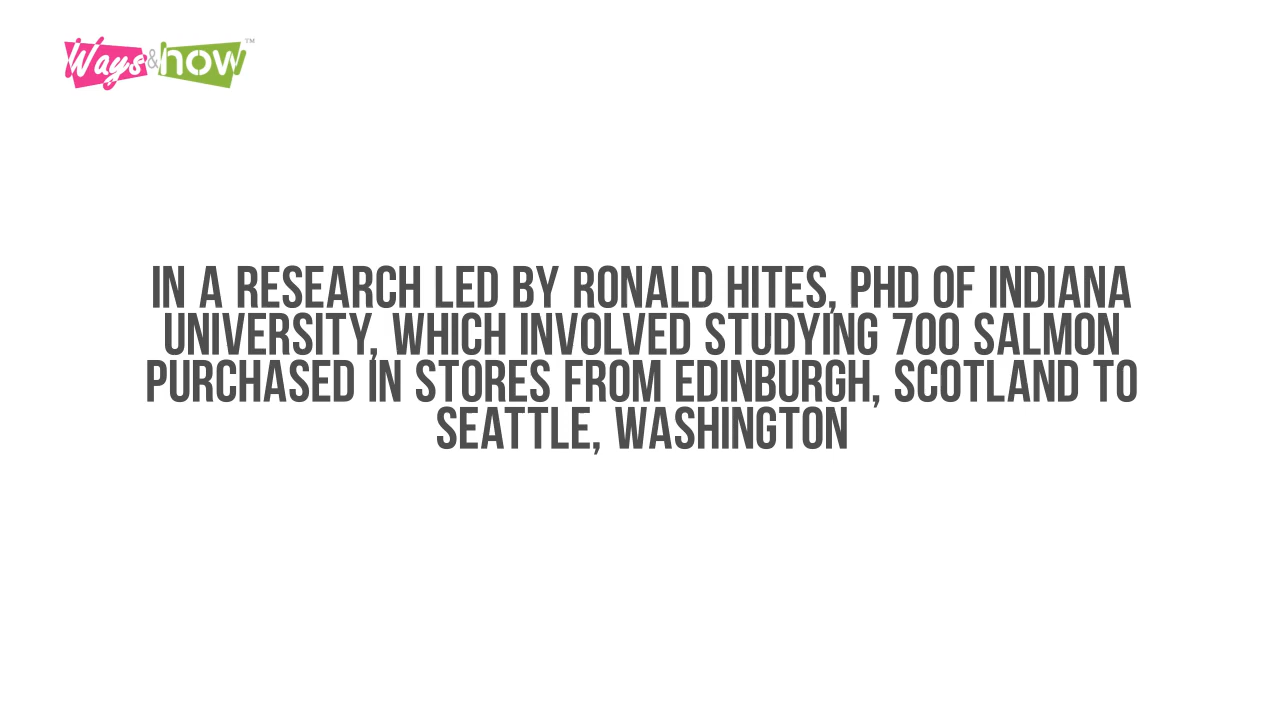 Ways & how ™
IN A RESEARCH LED BY RONALD HITES, PHD OF INDIANA
UNIVERSITY, WHICH INVOLVED STUDYING 700 SALMON
PURCHASED IN STORES FROM EDINBURGH, SCOTLAND TO
SEATTLE, WASHINGTON